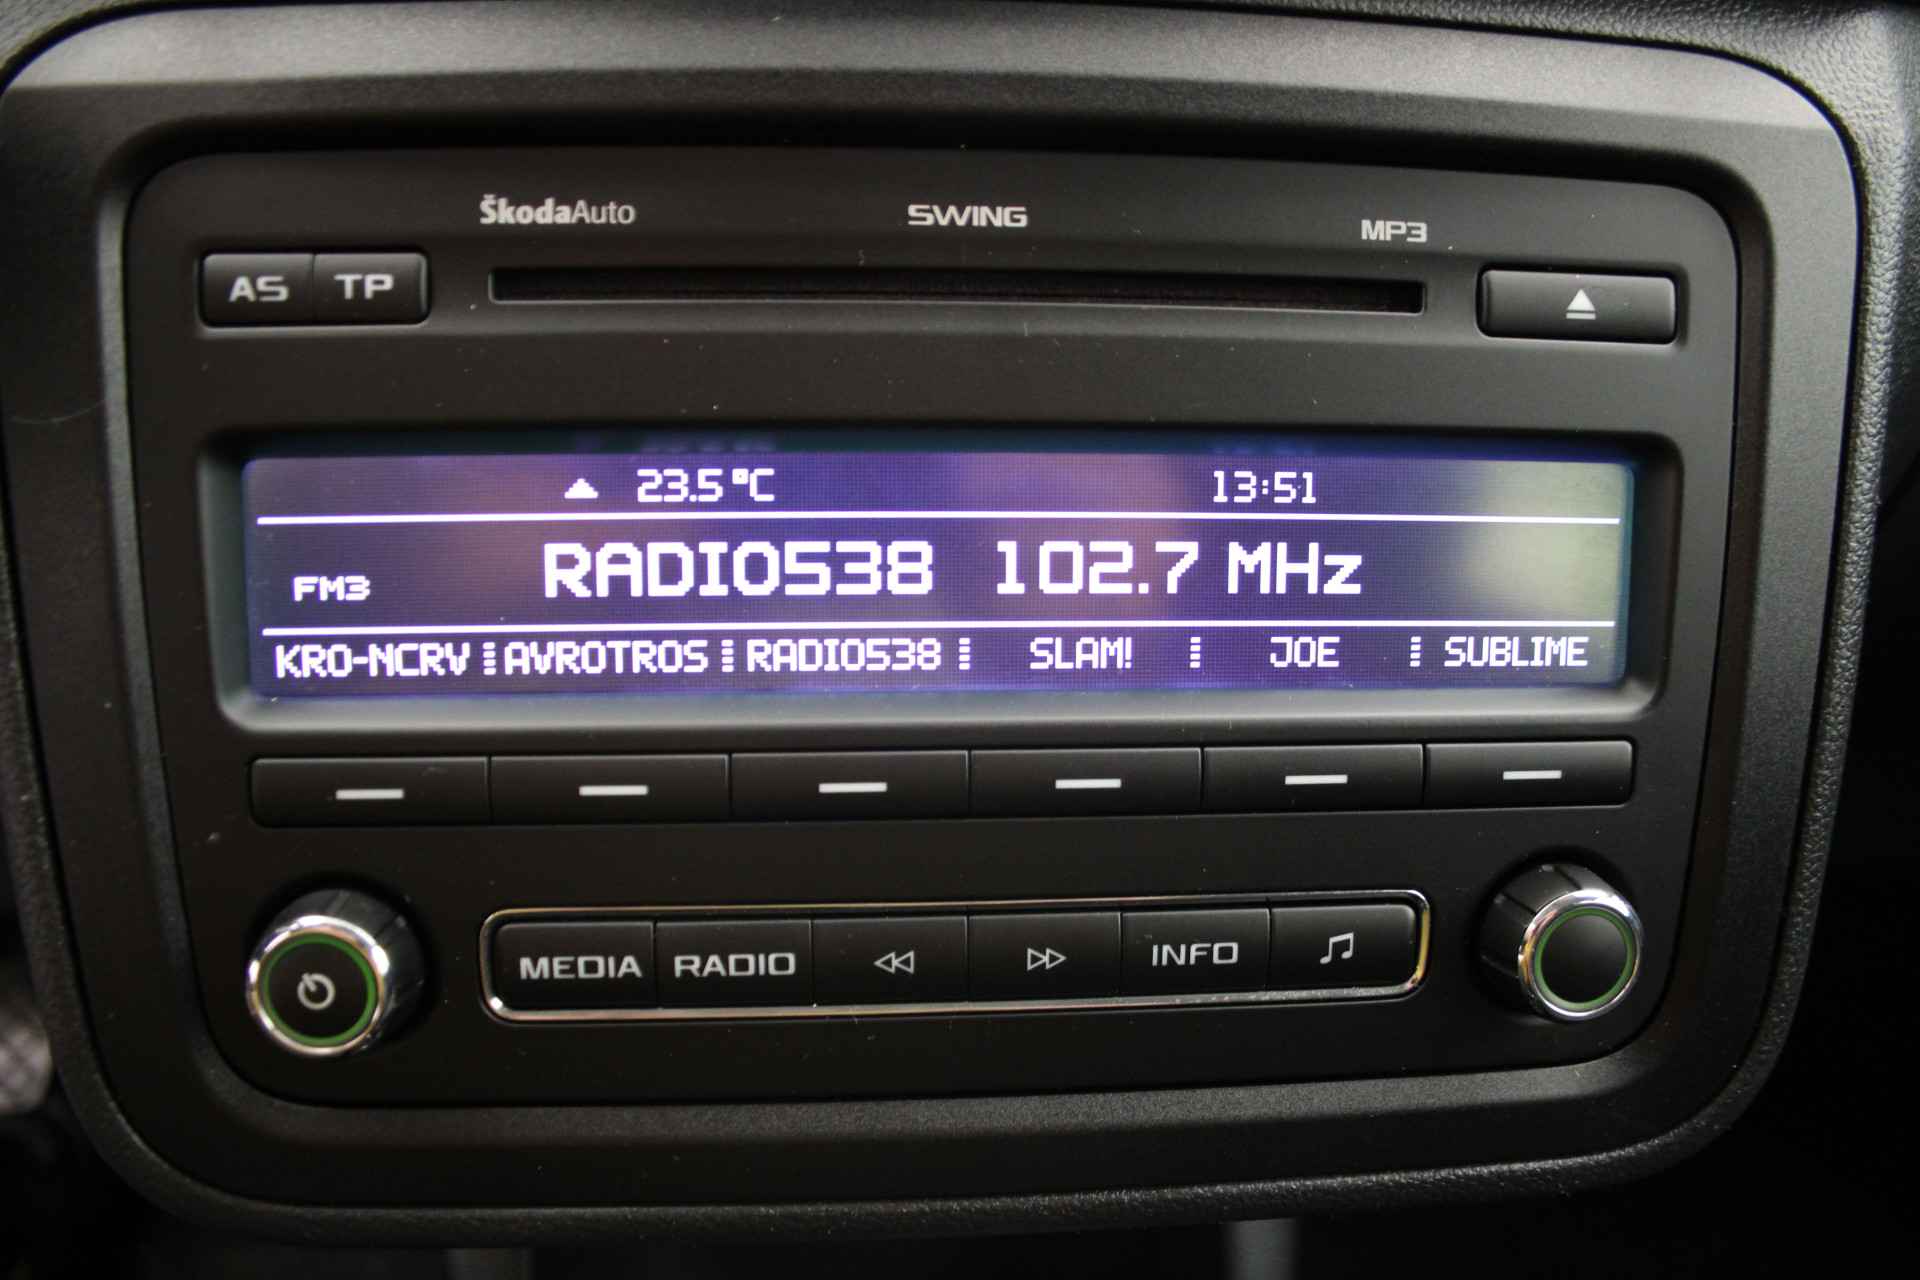 ŠkodaAuto SWING MP3
AS TP
23.5°C 13:51
FM3 RADIO538 102.7 MHz
KRO-NCRV AVROTROS RADIO538 SLAM! JOE SUBLIME
MEDIA RADIO INFO